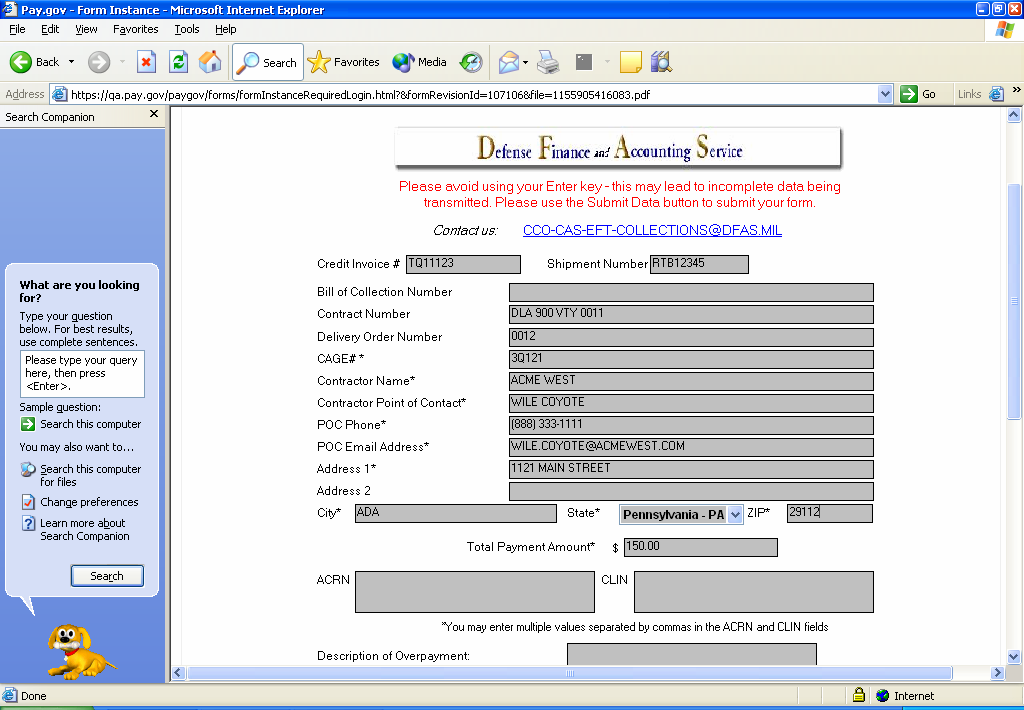 Pay.gov - Form Instance - Microsoft Internet Explorer
File Edit View Favorites Tools Help
Back Search Favorites Media
Address https://qa.pay.gov/paygov/forms/formInstanceRequiredLogin.html?&formRevisionId=107106&file=1155905416083.pdf Go Links »
Search Companion
What are you looking
for?
Type your question
below. For best results,
use complete sentences.
Please type your query
here, then press
<Enter>.
Sample question:
Search this computer
You may also want to...
Search this computer
for files
Change preferences
Learn more about
Search Companion
Search
Defense Finance and Accounting Service
Please avoid using your Enter key - this may lead to incomplete data being
transmitted. Please use the Submit Data button to submit your form.
Contact us: CCO-CAS-EFT-COLLECTIONS@DFAS.MIL
Credit Invoice # TQ11123 Shipment Number RTB12345
Bill of Collection Number
Contract Number DLA 900 VTY 0011
Delivery Order Number 0012
CAGE# * 3Q121
Contractor Name* ACME WEST
Contractor Point of Contact* WILE COYOTE
POC Phone* (888) 333-1111
POC Email Address* WILE.COYOTE@ACMEWEST.COM
Address 1* 1121 MAIN STREET
Address 2
City* ADA State* Pennsylvania - PA ZIP* 29112
Total Payment Amount* $ 150.00
ACRN CLIN
*You may enter multiple values separated by commas in the ACRN and CLIN fields
Description of Overpayment:
Done Internet